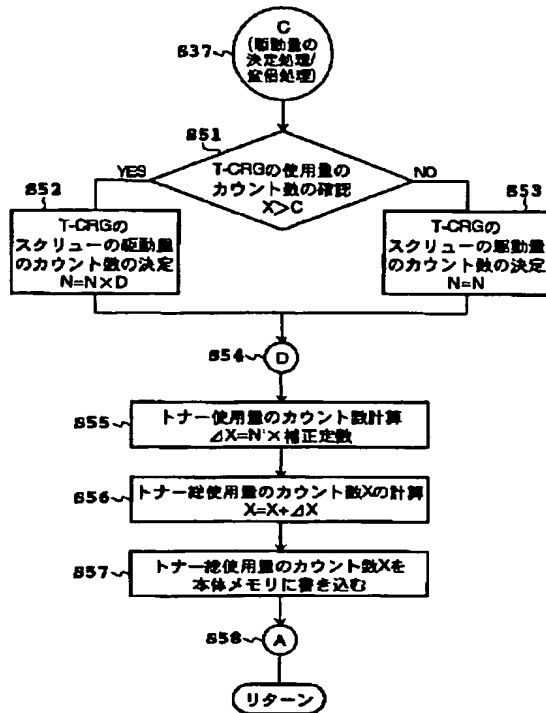 C
(駆動量の
決定処理/
定倍処理)
S37
S51
T-CRGの使用量の
カウント数の確認
X>C
YES
NO
S52
T-CRGの
スクリューの駆動量
のカウント数の決定
N=N×D
S53
T-CRGの
スクリューの駆動量
のカウント数の決定
N=N
S54
D
S55
トナー使用量のカウント数計算
⊿X=N'×補正定数
S56
トナー総使用量のカウント数Xの計算
X=X+⊿X
S57
トナー総使用量のカウント数Xを
本体メモリに書き込む
S58
A
リターン